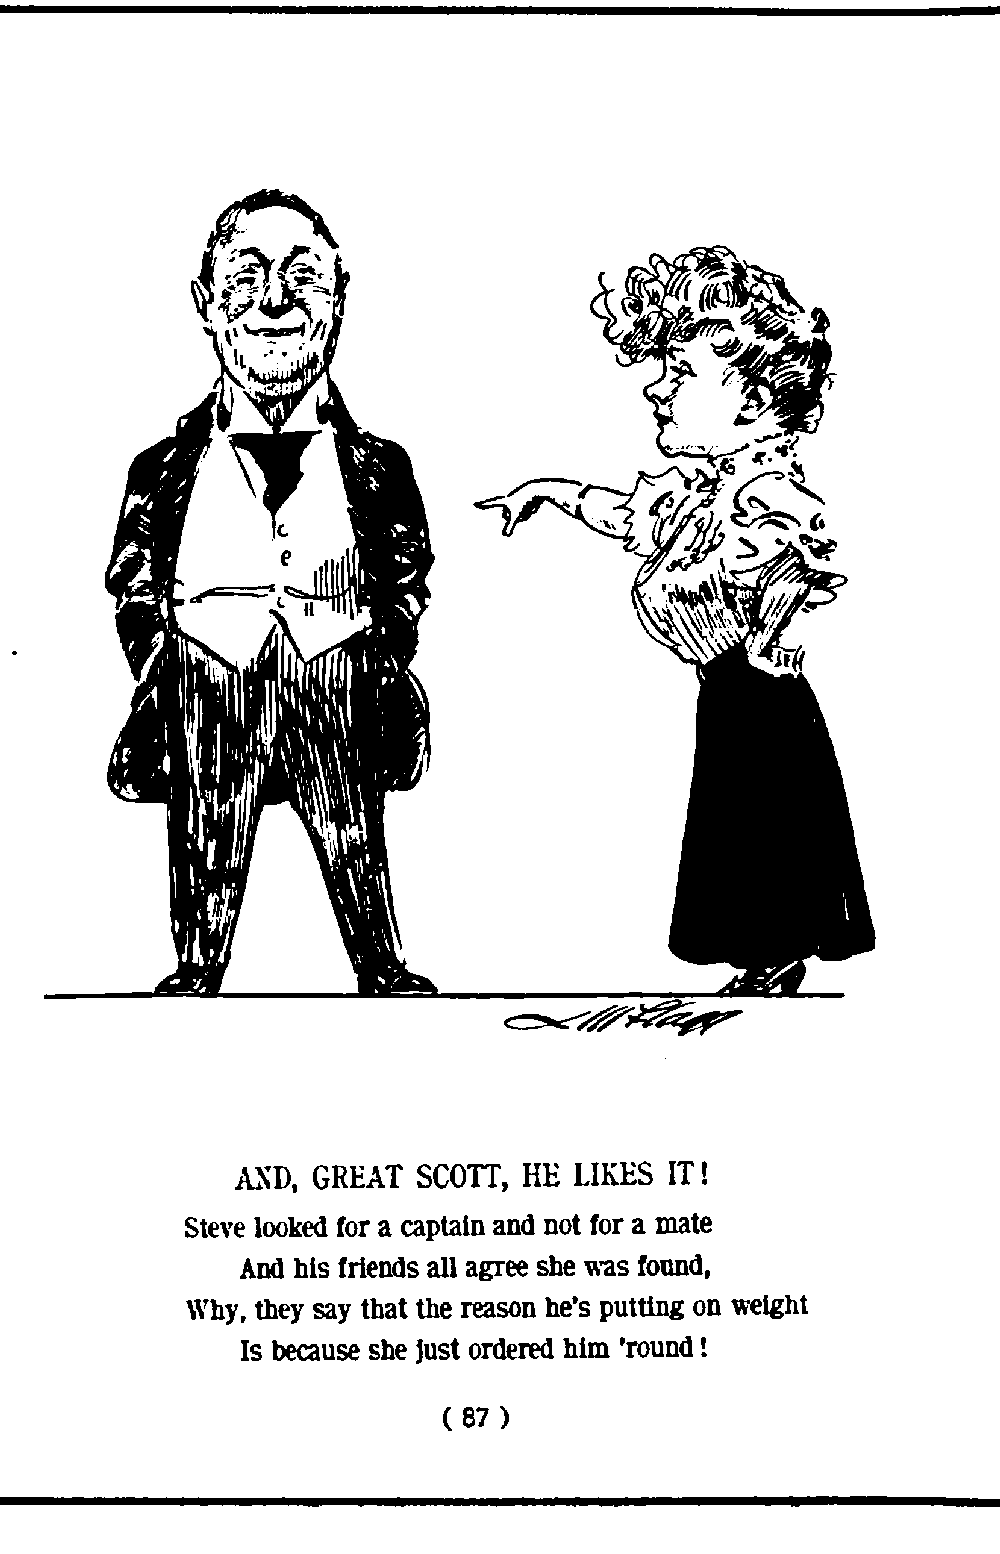 JMFlagg
AND, GREAT SCOTT, HE LIKES IT!
Steve looked for a captain and not for a mate
And his friends all agree she was found,
Why, they say that the reason he's putting on weight
Is because she just ordered him 'round!
( 87 )